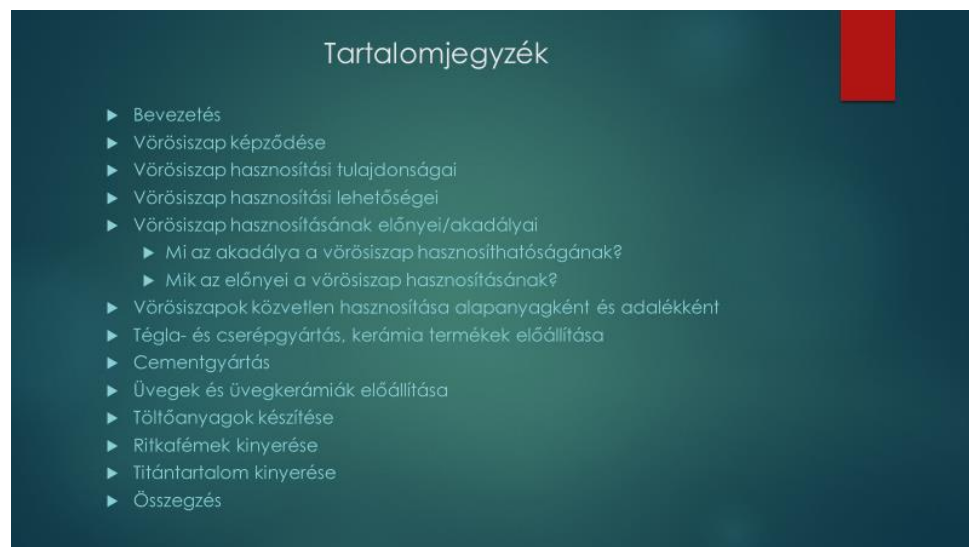 Tartalomjegyzék
Bevezetés
Vörösiszap képződése
Vörösiszap hasznosítási tulajdonságai
Vörösiszap hasznosítási lehetőségei
Vörösiszap hasznosításának előnyei/akadályai
Mi az akadálya a vörösiszap hasznosíthatóságának?
Mik az előnyei a vörösiszap hasznosításának?
Vörösiszapok közvetlen hasznosítása alapanyagként és adalékként
Tégla- és cserépgyártás, kerámia termékek előállítása
Cementgyártás
Üvegek és üvegkerámiák előállítása
Töltőanyagok készítése
Ritkafémek kinyerése
Titántartalom kinyerése
Összegzés